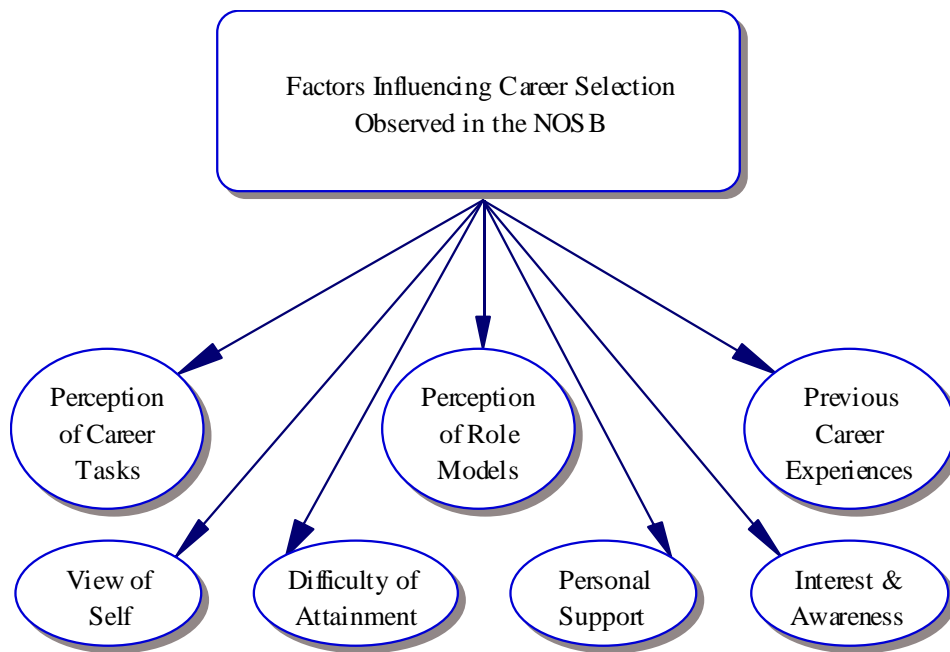 Factors Influencing Career Selection
Observed in the NOSB
Perception
of Career
Tasks
Perception
of Role
Models
Previous
Career
Experiences
View of
Self
Difficulty of
Attainment
Personal
Support
Interest &
Awareness